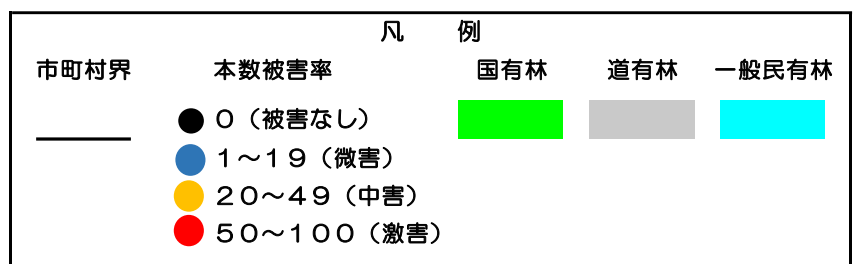 凡　例
市町村界　本数被害率　国有林　道有林　一般民有林
０（被害なし）
１～１９（微害）
２０～４９（中害）
５０～１００（激害）